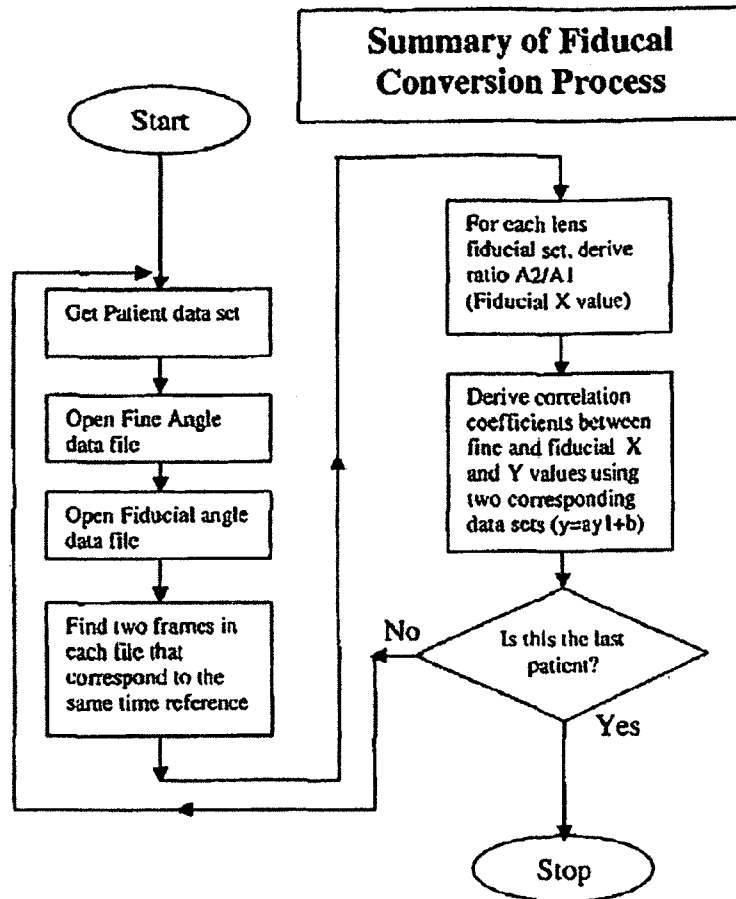 Summary of Fiducal
Conversion Process
Start
Get Patient data set
Open Fine Angle
data file
Open Fiducial angle
data file
Find two frames in
each file that
correspond to the
same time reference
For each lens
fiducial set, derive
ratio A2/A1
(Fiducial X value)
Derive correlation
coefficients between
fine and fiducial X
and Y values using
two corresponding
data sets (y=ay1+b)
Is this the last
patient?
No
Yes
Stop